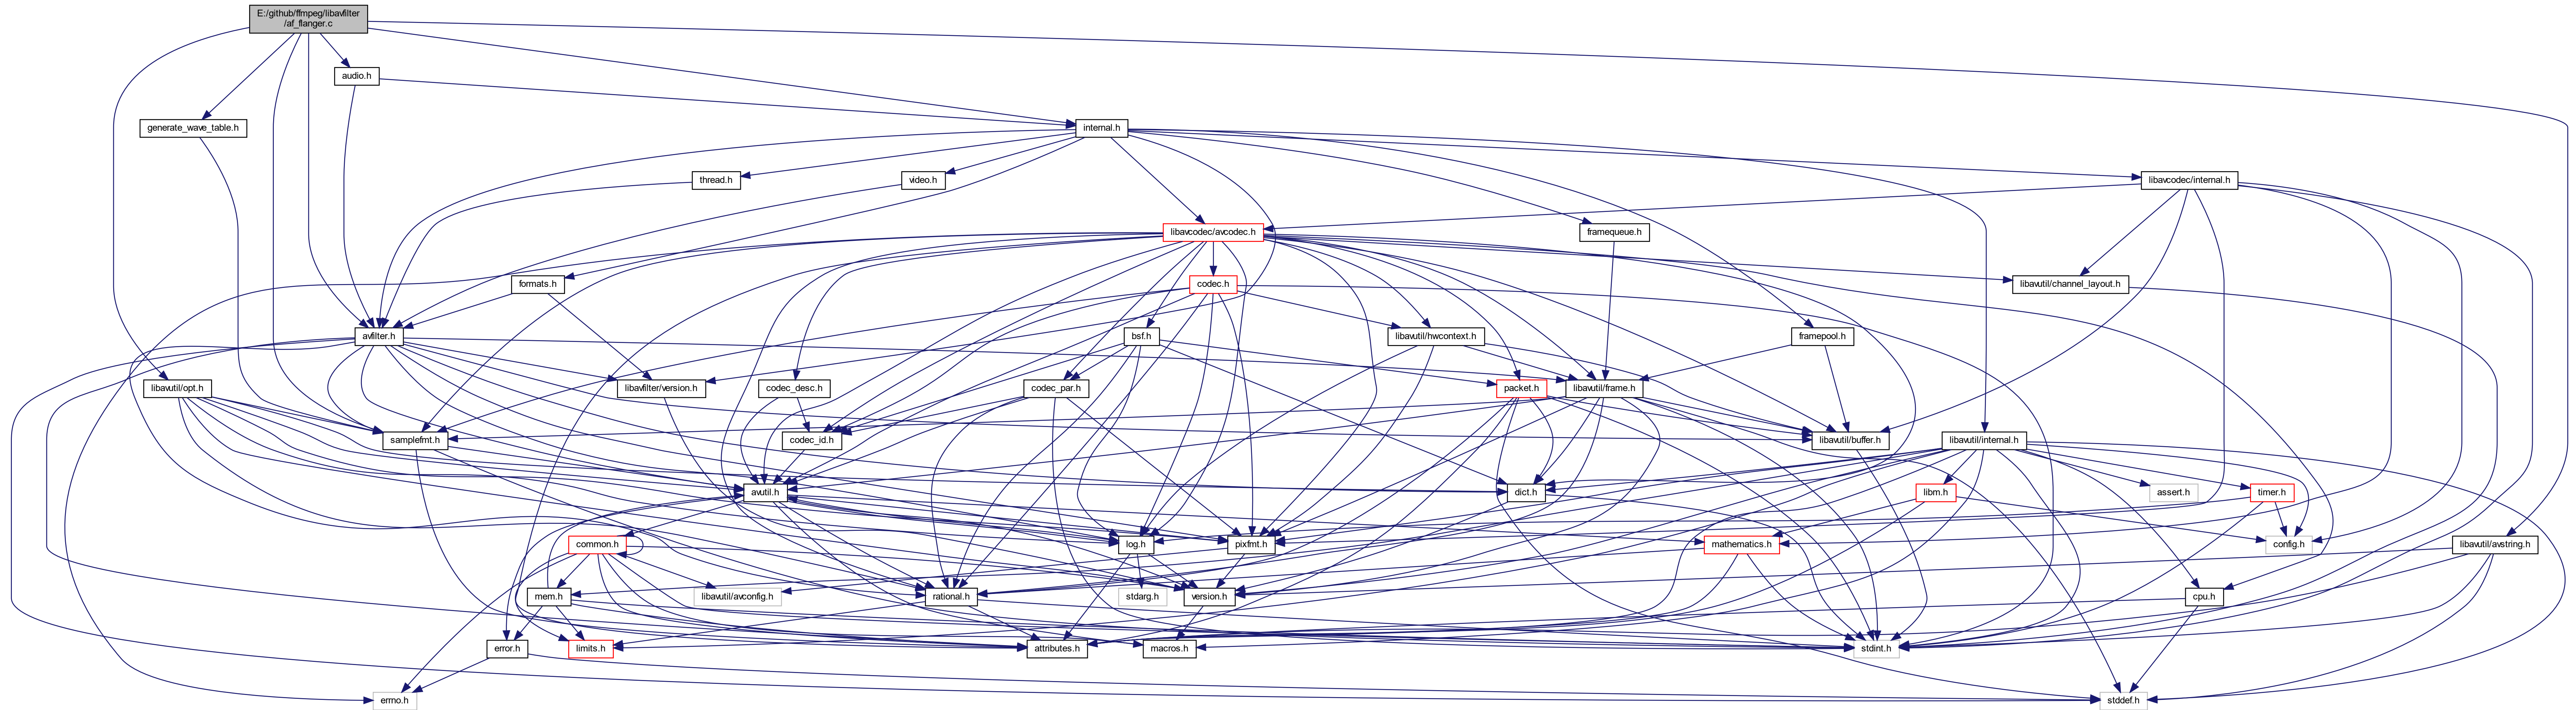 E:/github/ffmpeg/libavfilter
/af_flanger.c
audio.h
generate_wave_table.h
internal.h
thread.h
video.h
libavcodec/internal.h
libavcodec/avcodec.h
framequeue.h
formats.h
codec.h
libavutil/channel_layout.h
avfilter.h
bsf.h
libavutil/hwcontext.h
framepool.h
libavutil/opt.h
libavfilter/version.h
codec_desc.h
codec_par.h
packet.h
libavutil/frame.h
samplefmt.h
codec_id.h
libavutil/buffer.h
libavutil/internal.h
avutil.h
dict.h
libm.h
assert.h
timer.h
common.h
log.h
pixfmt.h
mathematics.h
config.h
libavutil/avstring.h
mem.h
libavutil/avconfig.h
rational.h
stdarg.h
version.h
cpu.h
error.h
limits.h
attributes.h
macros.h
stdint.h
errno.h
stddef.h